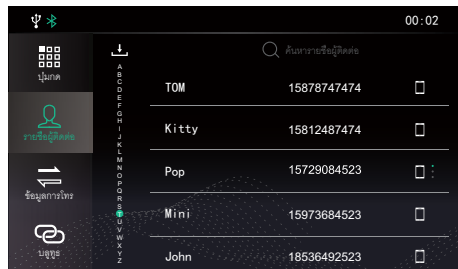 00:02
ปุ่มกด
รายชื่อผู้ติดต่อ
ข้อมูลการโทร
บลูทูธ
A
B
C
D
E
F
G
H
I
J
K
L
M
N
O
P
Q
R
S
T
U
V
W
X
Y
Z
ค้นหารายชื่อผู้ติดต่อ
TOM 15878747474
Kitty 15812487474
Pop 15729084523
Mini 15973684523
John 18536492523